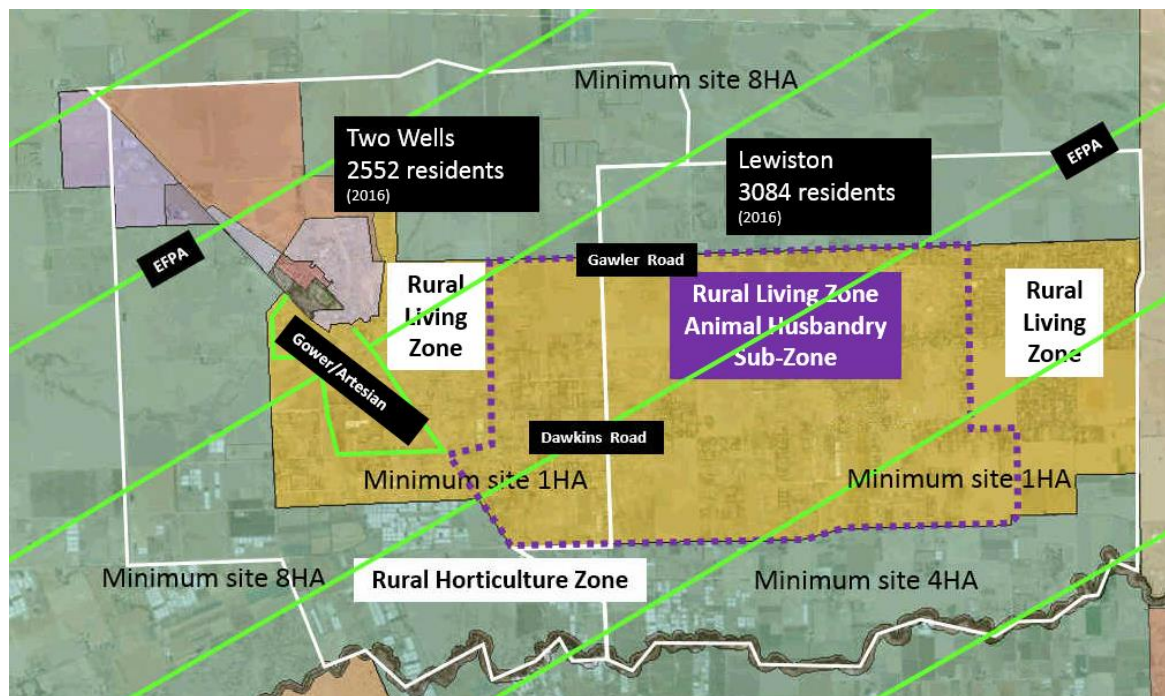 Minimum site 8HA
Two Wells
2552 residents
(2016)
Lewiston
3084 residents
(2016)
EFPA
EFPA
Gawler Road
Rural
Living
Zone
Rural Living Zone
Animal Husbandry
Sub-Zone
Rural
Living
Zone
Gower/Artesian
Dawkins Road
Minimum site 1HA
Minimum site 1HA
Minimum site 8HA
Rural Horticulture Zone
Minimum site 4HA